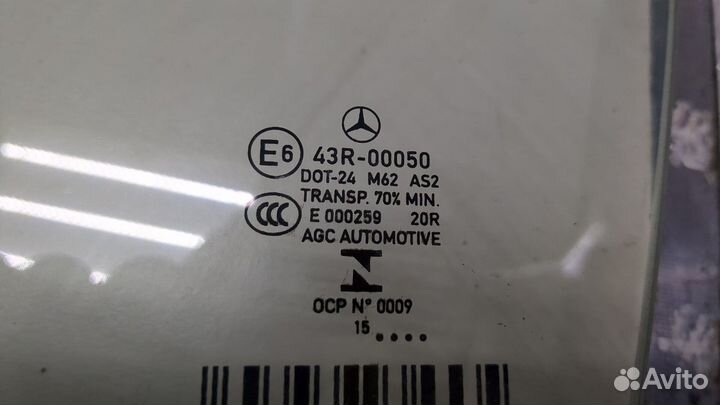 E6 43R-00050
DOT-24 M62 AS2
TRANSP. 70% MIN.
CCC E 000259 20R
AGC AUTOMOTIVE
N
OCP N° 0009
15 ....
Avito